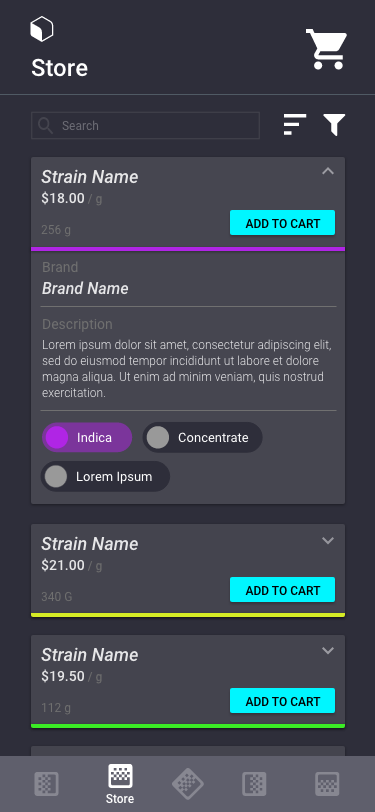 Store
Search
Strain Name
$18.00 / g
256 g
ADD TO CART
Brand
Brand Name
Description
Lorem ipsum dolor sit amet, consectetur adipiscing elit,
sed do eiusmod tempor incididunt ut labore et dolore
magna aliqua. Ut enim ad minim veniam, quis nostrud
exercitation.
Indica
Concentrate
Lorem Ipsum
Strain Name
$21.00 / g
340 G
ADD TO CART
Strain Name
$19.50 / g
112 g
ADD TO CART
Store